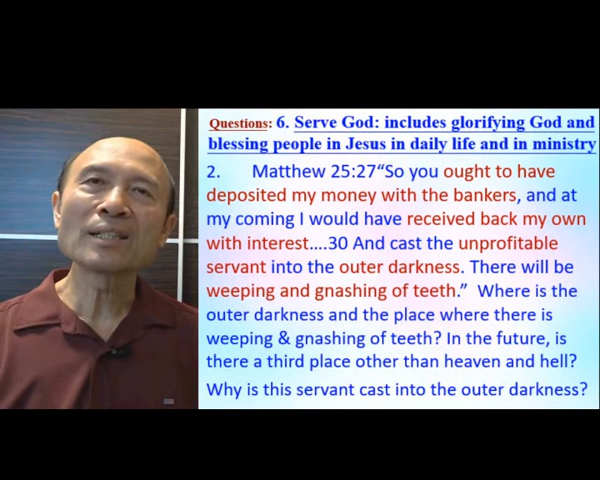 Questions: 6. Serve God: includes glorifying God and
blessing people in Jesus in daily life and in ministry
2. Matthew 25:27“So you ought to have
deposited my money with the bankers, and at
my coming I would have received back my own
with interest....30 And cast the unprofitable
servant into the outer darkness. There will be
weeping and gnashing of teeth.” Where is the
outer darkness and the place where there is
weeping & gnashing of teeth? In the future, is
there a third place other than heaven and hell?
Why is this servant cast into the outer darkness?